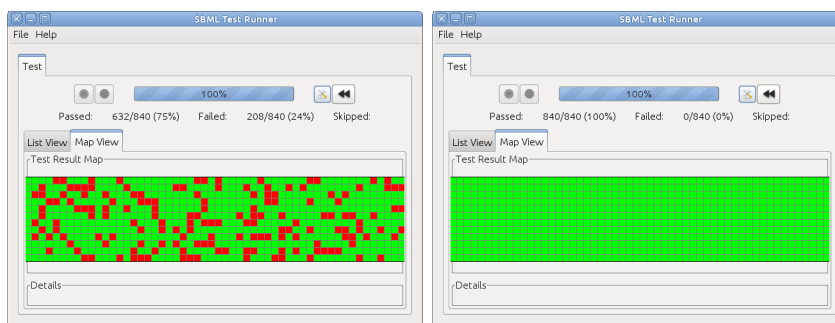 SBML Test Runner
File Help
Test
100%
Passed: 632/840 (75%) Failed: 208/840 (24%) Skipped:
List View Map View
Test Result Map
Details
SBML Test Runner
File Help
Test
100%
Passed: 840/840 (100%) Failed: 0/840 (0%) Skipped:
List View Map View
Test Result Map
Details